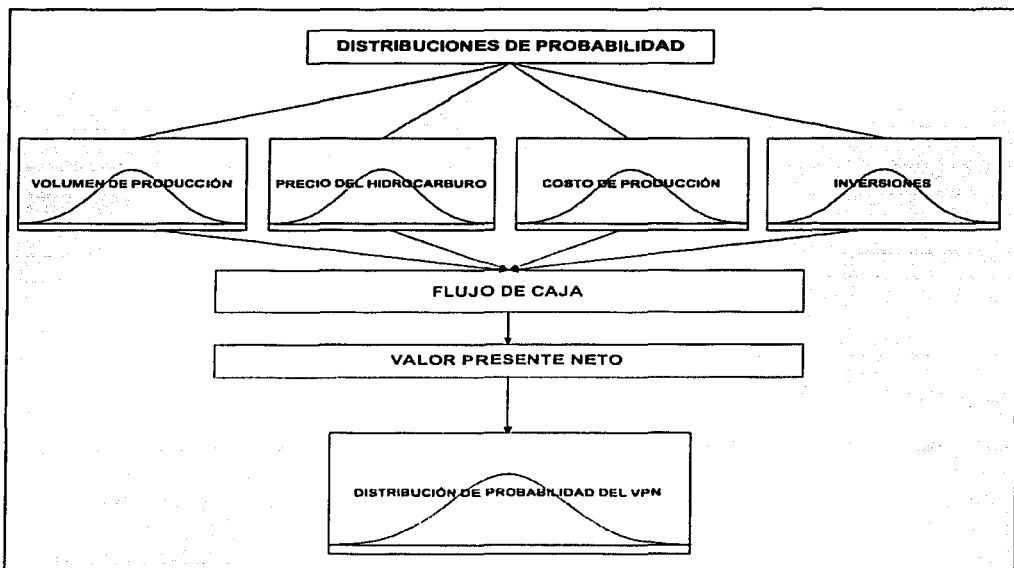 DISTRIBUCIONES DE PROBABILIDAD
VOLUMEN DE PRODUCCIÓN
PRECIO DEL HIDROCARBURO
COSTO DE PRODUCCIÓN
INVERSIONES
FLUJO DE CAJA
VALOR PRESENTE NETO
DISTRIBUCIÓN DE PROBABILIDAD DEL VPN